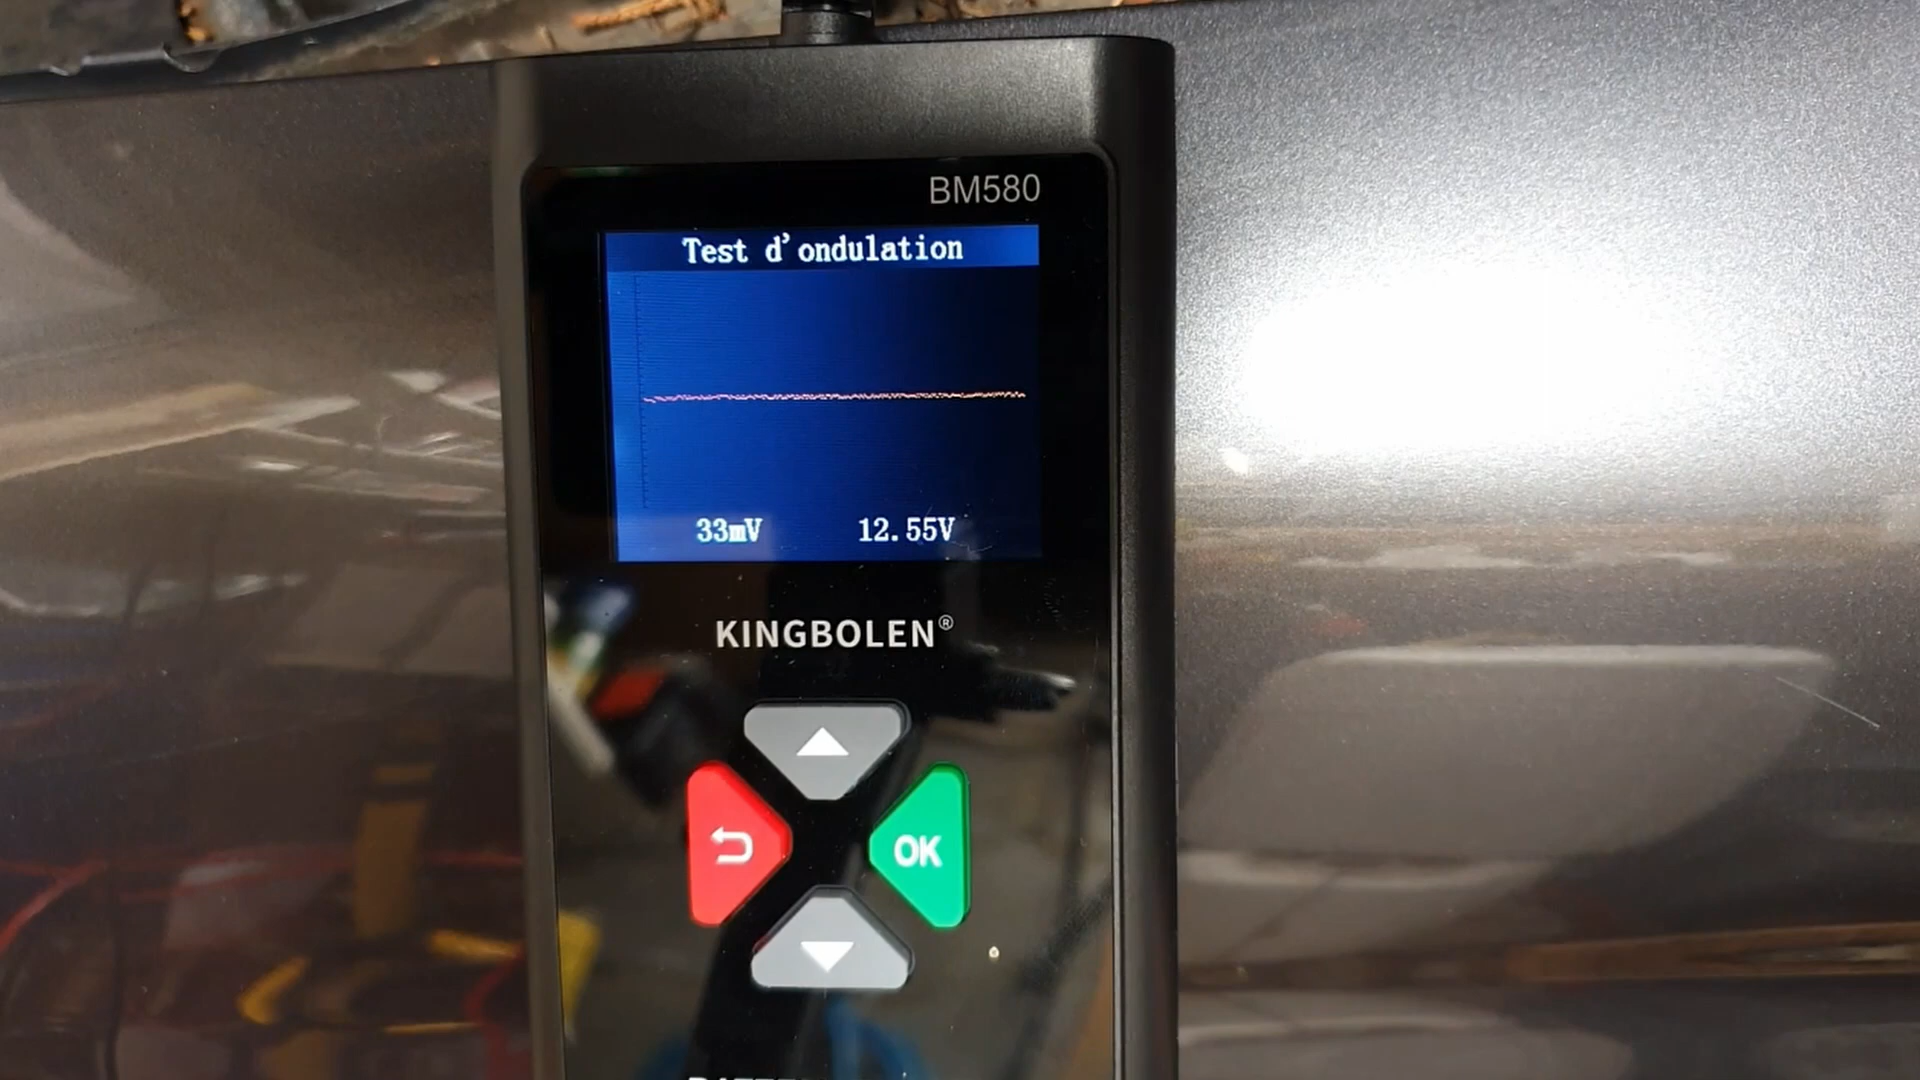 BM580
Test d'ondulation
33mV 12.55V
KINGBOLEN®
OK